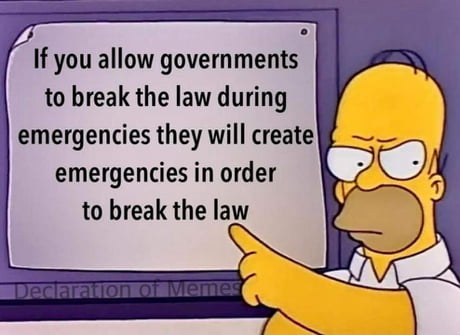 If you allow governments
to break the law during
emergencies they will create
emergencies in order
to break the law
Declaration of Memes